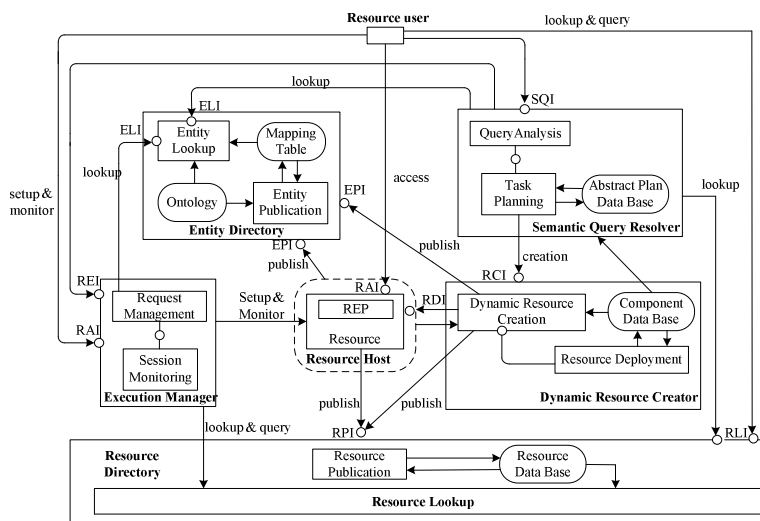 Resource user
lookup & query
lookup
SQI
ELI
ELI
Entity
Lookup
Mapping
Table
QueryAnalysis
setup &
monitor
lookup
access
Ontology
Entity
Publication
EPI
Task
Planning
Abstract Plan
Data Base
lookup
Entity Directory
Semantic Query Resolver
EPI
publish
publish
creation
RCI
REI
RAI
Request
Management
Setup &
Monitor
RAI
REP
Resource
Resource Host
RDI
Dynamic Resource
Creation
Component
Data Base
Session
Monitoring
Resource Deployment
Execution Manager
Dynamic Resource Creator
publish
publish
lookup & query
RPI
RLI
Resource
Directory
Resource
Publication
Resource
Data Base
Resource Lookup